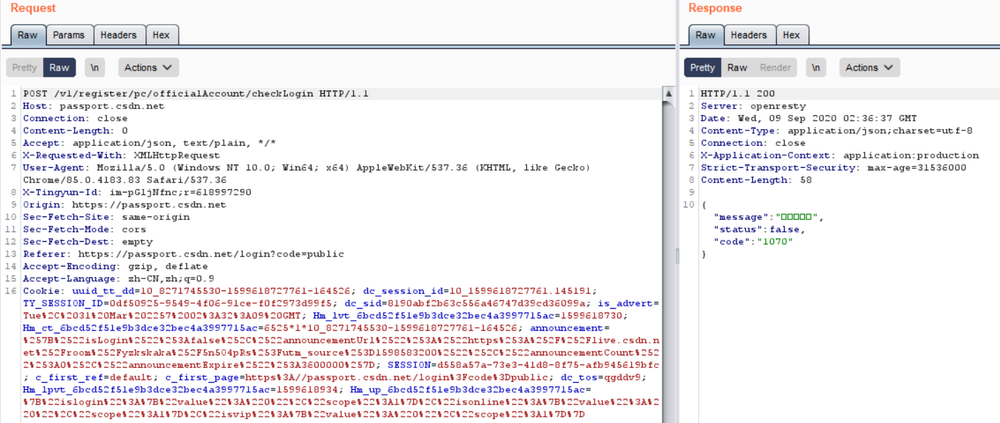 Request
Raw Params Headers Hex
Pretty Raw \n Actions
1 POST /v1/register/pc/officialAccount/checkLogin HTTP/1.1
2 Host: passport.csdn.net
3 Connection: close
4 Content-Length: 0
5 Accept: application/json, text/plain, */*
6 X-Requested-With: XMLHttpRequest
7 User-Agent: Mozilla/5.0 (Windows NT 10.0; Win64; x64) AppleWebKit/537.36 (KHTML, like Gecko)
Chrome/85.0.4183.83 Safari/537.36
8 X-Tingyun-Id: im-pGljNfnc;r=618997290
9 Origin: https://passport.csdn.net
10 Sec-Fetch-Site: same-origin
11 Sec-Fetch-Mode: cors
12 Sec-Fetch-Dest: empty
13 Referer: https://passport.csdn.net/login?code=public
14 Accept-Encoding: gzip, deflate
15 Accept-Language: zh-CN,zh;q=0.9
16 Cookie: uuid_tt_dd=10_8271745530-1599618727761-164526; dc_session_id=10_1599618727761.145191;
TY_SESSION_ID=0df50925-9549-4f06-91ce-f0f2973d99f5; dc_sid=8190abf2b63c556a46747d39cd36099a; is_advert=
Tue%2C%2031%20Mar%202257%2002%3A32%3A09%20GMT; Hm_lvt_6bcd52f51e9b3dce32bec4a3997715ac=1599618730;
Hm_ct_6bcd52f51e9b3dce32bec4a3997715ac=6525*1*10_8271745530-1599618727761-164526; announcement=
%257B%2522isLogin%2522%253Afalse%252C%2522announcementUrl%2522%253A%2522https%253A%252F%252Flive.csdn.n
et%252Froom%252Fyzkskaka%252F5n504pRs%253Futm_source%253D1598583200%2522%252C%2522announcementCount%252
2%253A0%252C%2522announcementExpire%2522%253A3600000%257D; SESSION=d558a57a-73e3-41d8-8f75-afb945619bfc
; c_first_ref=default; c_first_page=https%3A//passport.csdn.net/login%3Fcode%3Dpublic; dc_tos=qgddv9;
Hm_lpvt_6bcd52f51e9b3dce32bec4a3997715ac=1599618934; Hm_up_6bcd52f51e9b3dce32bec4a3997715ac=
%7B%22islogin%22%3A%7B%22value%22%3A%220%22%2C%22scope%22%3A1%7D%2C%22isonline%22%3A%7B%22value%22%3A%2
20%22%2C%22scope%22%3A1%7D%2C%22isvip%22%3A%7B%22value%22%3A%220%22%2C%22scope%22%3A1%7D%7D
Response
Raw Headers Hex
Pretty Raw Render \n Actions
1 HTTP/1.1 200
2 Server: openresty
3 Date: Wed, 09 Sep 2020 02:36:37 GMT
4 Content-Type: application/json;charset=utf-8
5 Connection: close
6 X-Application-Context: application:production
7 Strict-Transport-Security: max-age=31536000
8 Content-Length: 58
9
10 {
"message":"□□□□□",
"status":false,
"code":"1070"
}